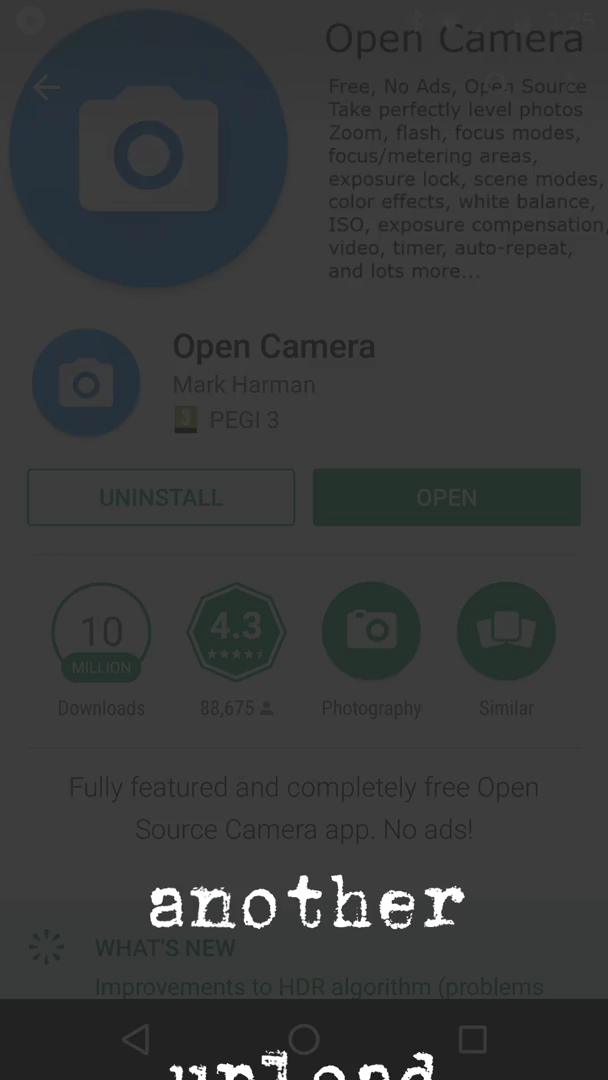 Open Camera
Free, No Ads, Open Source
Take perfectly level photos
Zoom, flash, focus modes,
focus/metering areas,
exposure lock, scene modes,
color effects, white balance,
ISO, exposure compensation,
video, timer, auto-repeat,
and lots more...
Open Camera
Mark Harman
3 PEGI 3
UNINSTALL
OPEN
10
MILLION
4.3
Downloads
88,675
Photography
Similar
Fully featured and completely free Open
Source Camera app. No ads!
another
WHAT'S NEW
Improvements to HDR algorithm (problems
upload